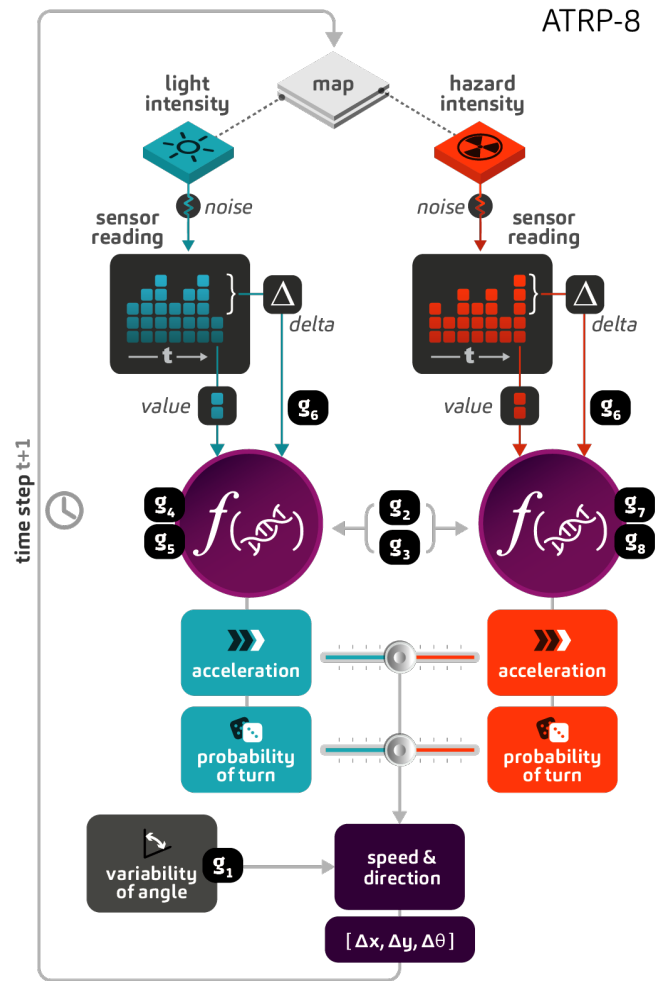 ATRP-8
light
intensity
map
hazard
intensity
noise
noise
sensor
reading
sensor
reading
Δ
delta
Δ
delta
t
t
value
g6
value
g6
g4
g5
f( )
g2
g3
f( )
g7
g8
time step t+1
acceleration
acceleration
probability
of turn
probability
of turn
variability
of angle
g1
speed &
direction
[ Δx, Δy, Δθ ]